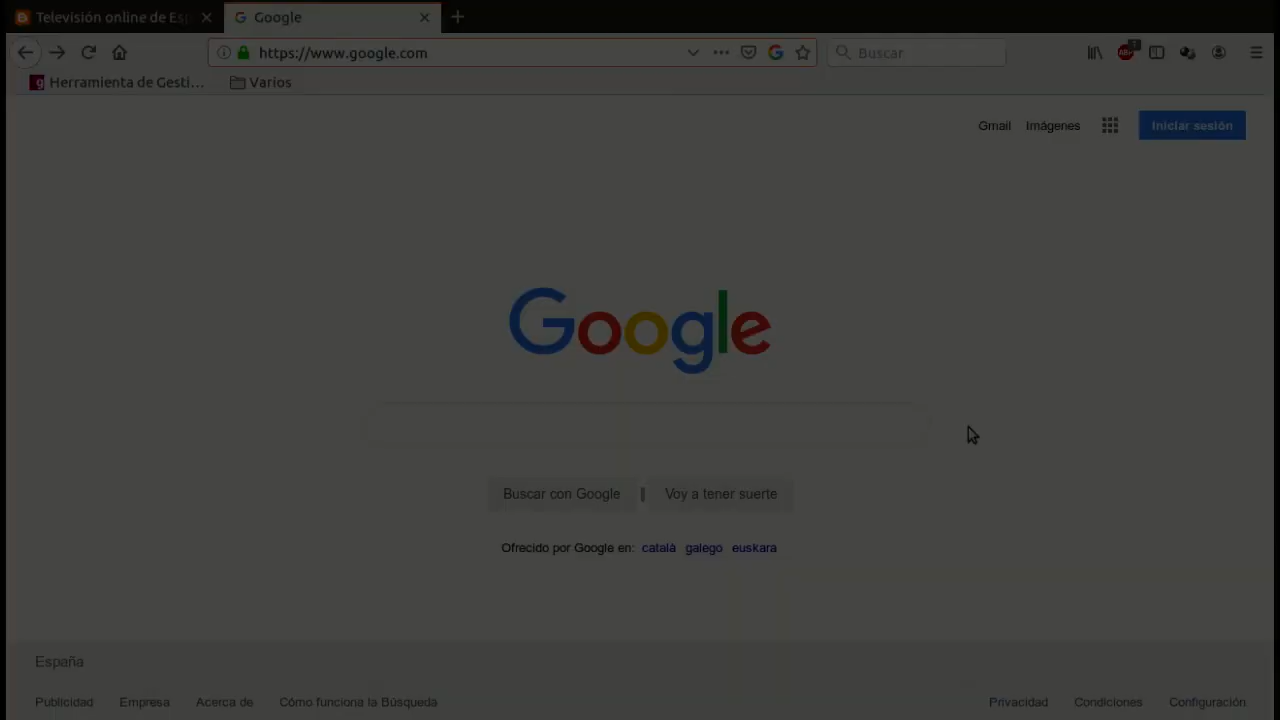 Televisión online de Esp
Google
https://www.google.com
Buscar
ABP
1
Herramienta de Gesti...
Varios
Gmail
Imágenes
Iniciar sesión
Google
Buscar con Google
Voy a tener suerte
Ofrecido por Google en: català galego euskara
España
Publicidad
Empresa
Acerca de
Cómo funciona la Búsqueda
Privacidad
Condiciones
Configuración